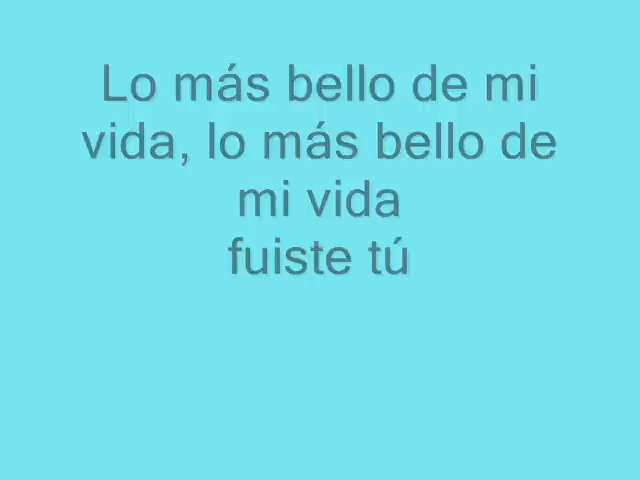 Lo más bello de mi
vida, lo más bello de
mi vida
fuiste tú